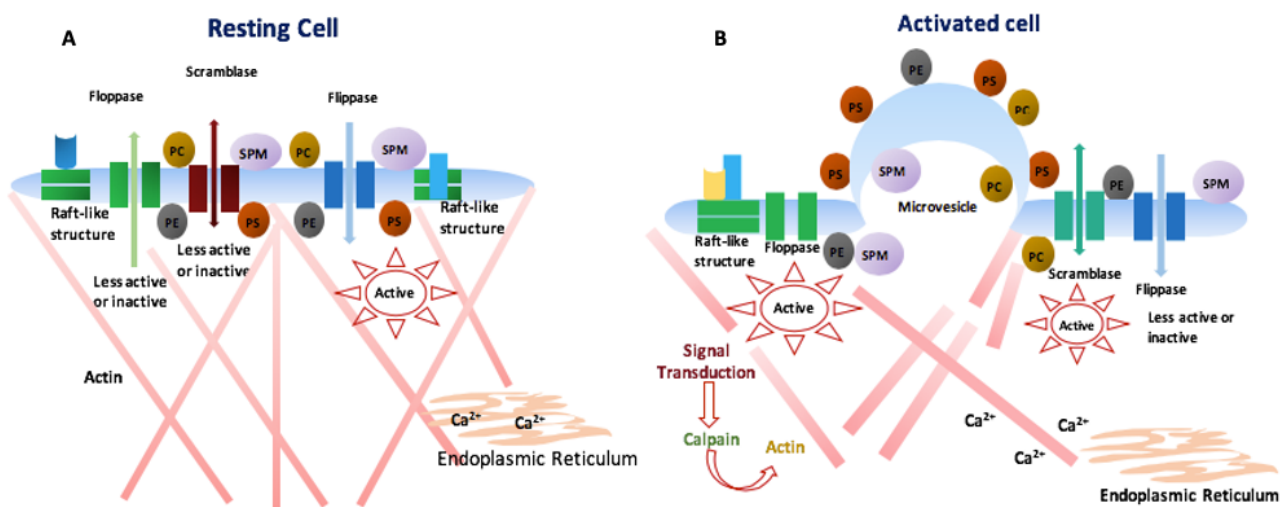 A
Resting Cell
Scramblase
Floppase
Flippase
PC
SPM
PC
SPM
Raft-like
structure
PE
PS
PE
PS
Raft-like
structure
Less active
or inactive
Less active
or inactive
Active
Actin
Ca²⁺
Ca²⁺
Endoplasmic Reticulum
B
Activated cell
PE
PS
PS
PC
PS
SPM
PC
PS
PE
SPM
Microvesicle
Raft-like
structure
Floppase
PE
SPM
PC
Scramblase
Flippase
Active
Active
Less active or
inactive
Signal
Transduction
Calpain
Actin
Ca²⁺
Ca²⁺
Ca²⁺
Endoplasmic Reticulum